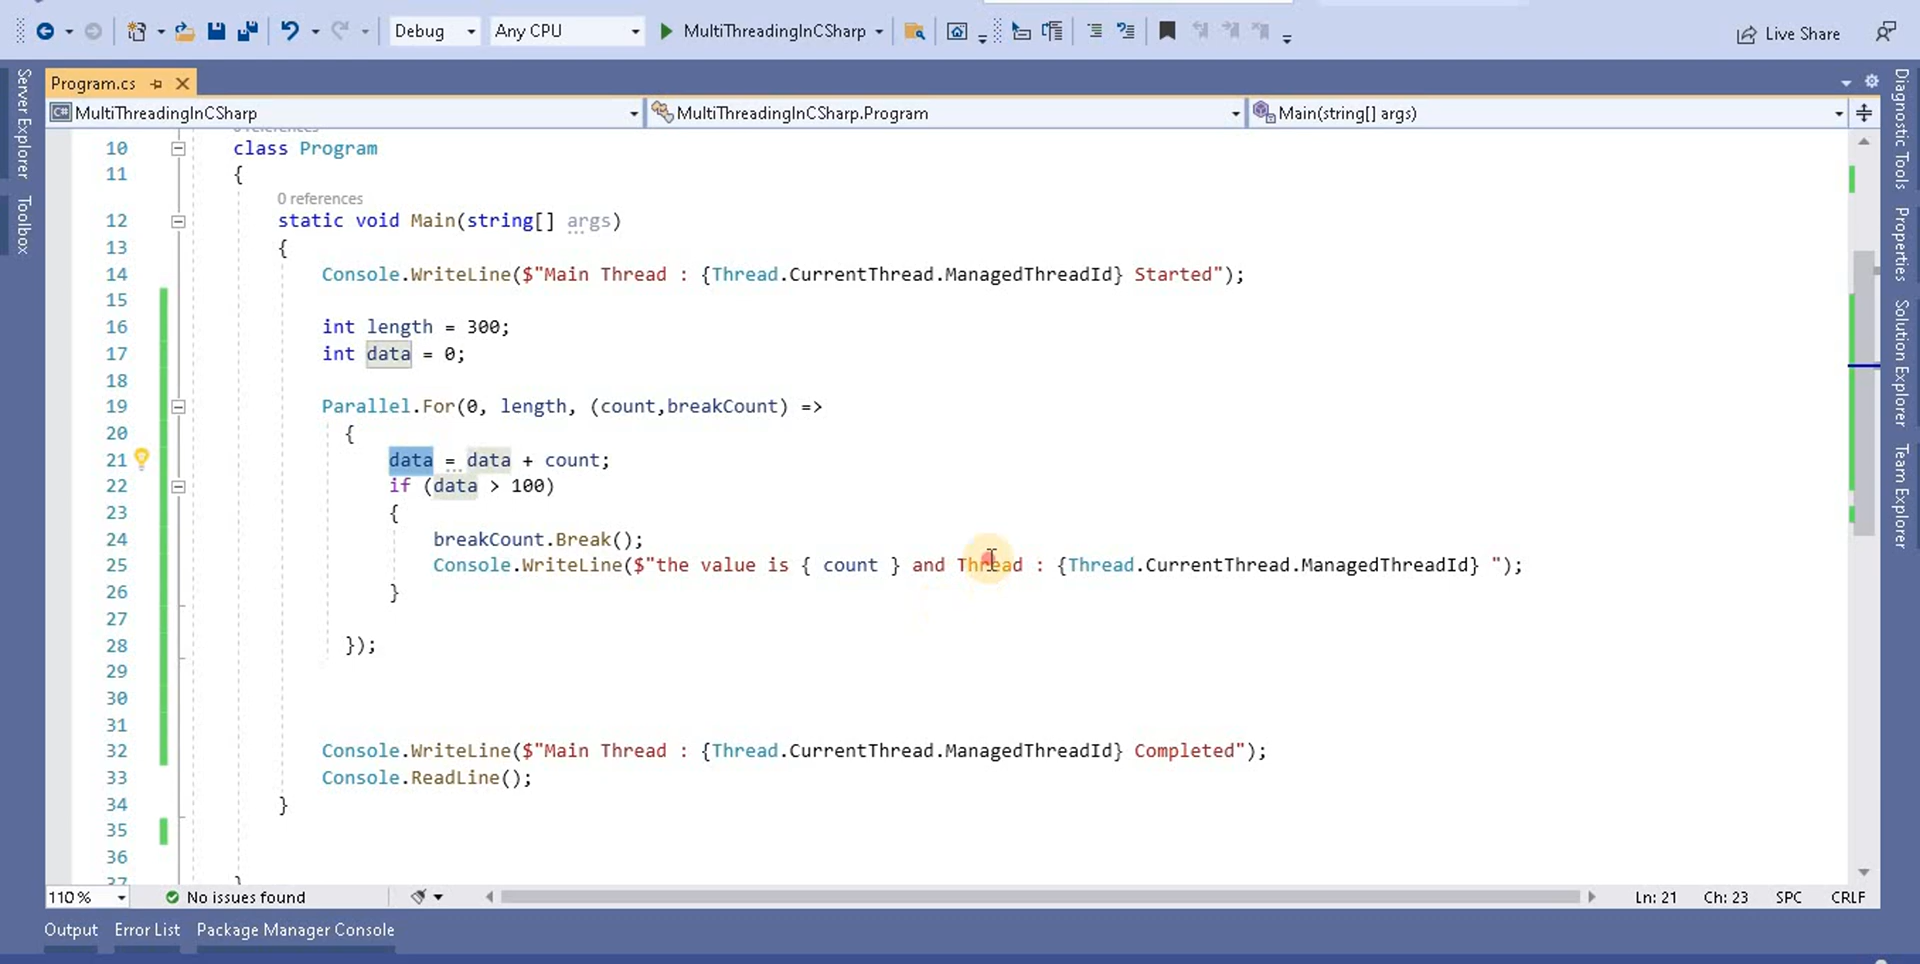 Debug
Any CPU
MultiThreadingInCSharp
Live Share
Server Explorer
Toolbox
Program.cs
MultiThreadingInCSharp
MultiThreadingInCSharp.Program
Main(string[] args)
10 class Program
11 {
0 references
12 static void Main(string[] args)
13 {
14 Console.WriteLine($"Main Thread : {Thread.CurrentThread.ManagedThreadId} Started");
15
16 int length = 300;
17 int data = 0;
18
19 Parallel.For(0, length, (count,breakCount) =>
20 {
21 data = data + count;
22 if (data > 100)
23 {
24 breakCount.Break();
25 Console.WriteLine($"the value is { count } and Thread : {Thread.CurrentThread.ManagedThreadId} ");
26 }
27
28 });
29
30
31
32 Console.WriteLine($"Main Thread : {Thread.CurrentThread.ManagedThreadId} Completed");
33 Console.ReadLine();
34 }
35
36
37 }
Diagnostic Tools
Properties
Solution Explorer
Team Explorer
110 %
No issues found
Ln: 21
Ch: 23
SPC
CRLF
Output
Error List
Package Manager Console